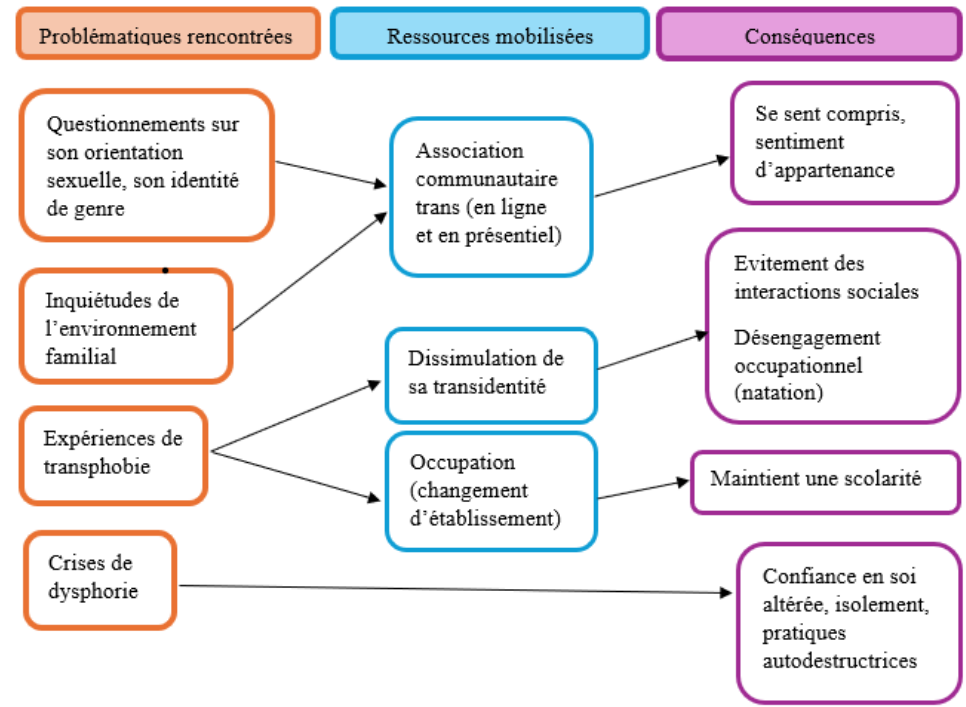 Problématiques rencontrées
Ressources mobilisées
Conséquences
Questionnements sur
son orientation
sexuelle, son identité
de genre
Inquiétudes de
l’environnement
familial
Expériences de
transphobie
Crises de
dysphorie
Association
communautaire
trans (en ligne
et en présentiel)
Dissimulation de
sa transidentité
Occupation
(changement
d’établissement)
Se sent compris,
sentiment
d’appartenance
Evitement des
interactions sociales
Désengagement
occupationnel
(natation)
Maintient une scolarité
Confiance en soi
altérée, isolement,
pratiques
autodestructrices